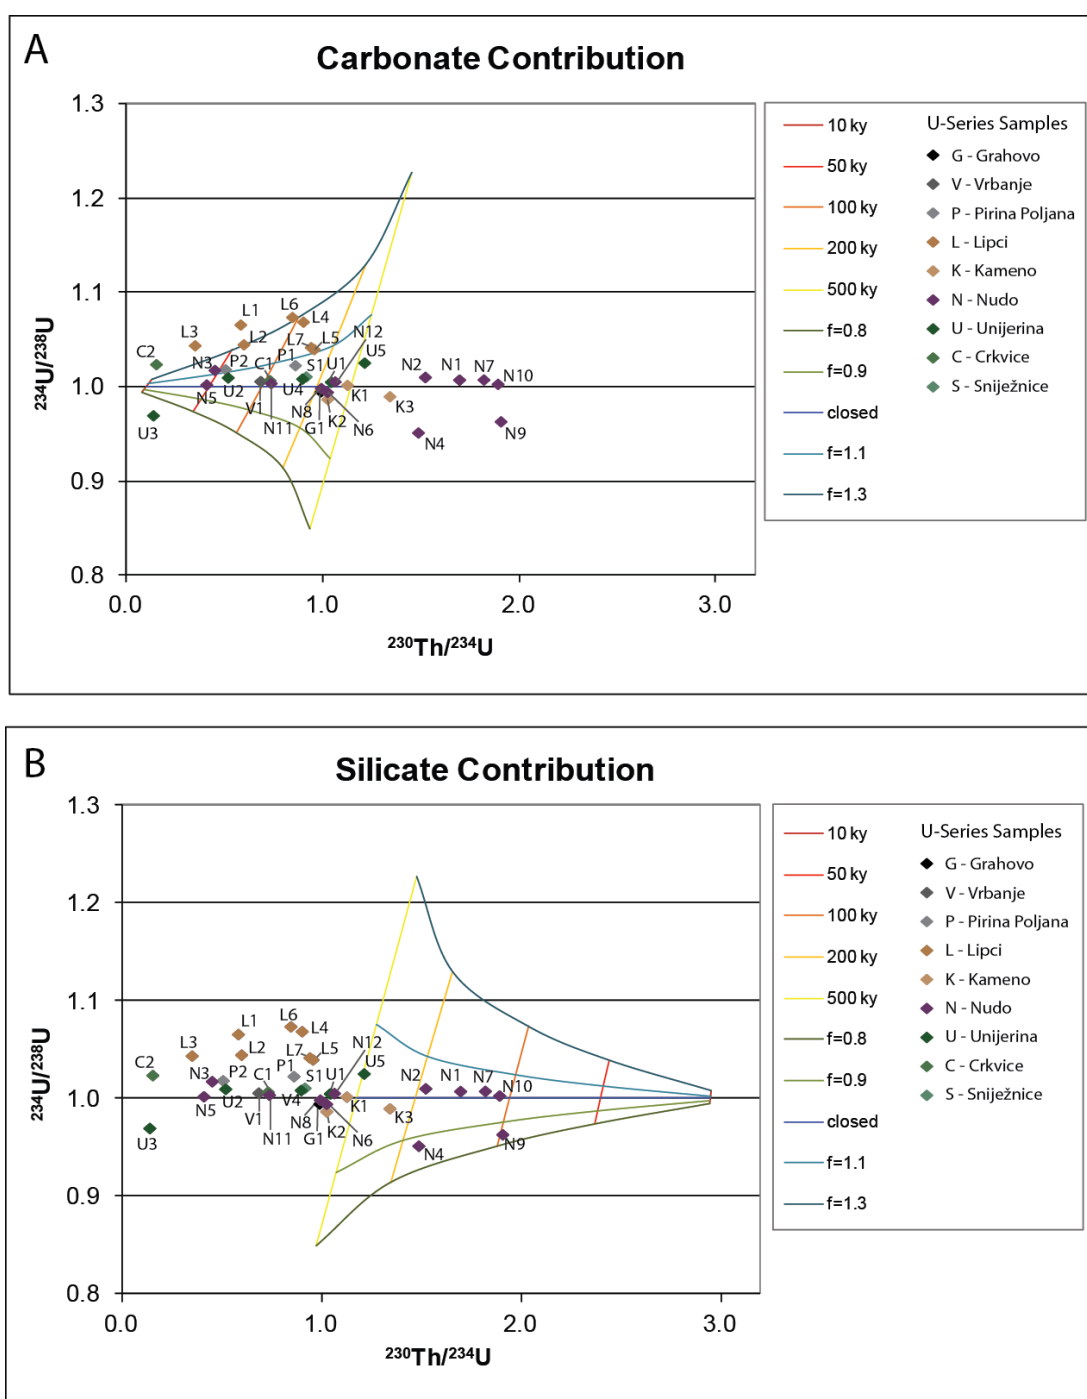 A
Carbonate Contribution
1.3
1.2
1.1
1.0
0.9
0.8
234U/238U
0.0
1.0
2.0
3.0
230Th/234U
L1
L6
L4
L3
L2
L7
L5
N12
C2
N3
P2
C1
P1
S1
U1
U5
N2
N1
N7
N10
N5
U2
V1
U4
N8
K1
K3
U3
N11
G1
K2
N6
N4
N9
10 ky
50 ky
100 ky
200 ky
500 ky
f=0.8
f=0.9
closed
f=1.1
f=1.3
U-Series Samples
G - Grahovo
V - Vrbanje
P - Pirina Poljana
L - Lipci
K - Kameno
N - Nudo
U - Unijerina
C - Crkvice
S - Sniježnice
B
Silicate Contribution
1.3
1.2
1.1
1.0
0.9
0.8
234U/238U
0.0
1.0
2.0
3.0
230Th/234U
L1
L6
L4
L3
L2
L7
L5
N12
C2
N3
P2
C1
P1
S1
U1
U5
N2
N1
N7
N10
N5
U2
V1
V4
N8
K1
K3
U3
N11
G1
K2
N6
N4
N9
10 ky
50 ky
100 ky
200 ky
500 ky
f=0.8
f=0.9
closed
f=1.1
f=1.3
U-Series Samples
G - Grahovo
V - Vrbanje
P - Pirina Poljana
L - Lipci
K - Kameno
N - Nudo
U - Unijerina
C - Crkvice
S - Sniježnice